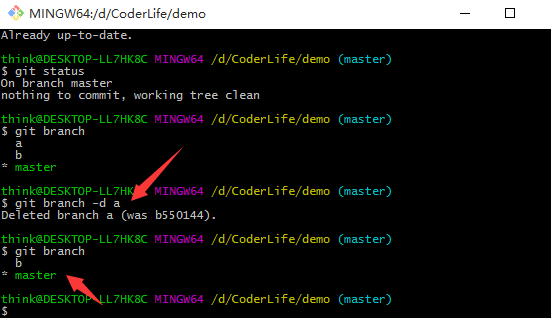 MINGW64:/d/CoderLife/demo
Already up-to-date.
think@DESKTOP-LL7HK8C MINGW64 /d/CoderLife/demo (master)
$ git status
On branch master
nothing to commit, working tree clean
think@DESKTOP-LL7HK8C MINGW64 /d/CoderLife/demo (master)
$ git branch
a
b
* master
think@DESKTOP-LL7HK8C MINGW64 /d/CoderLife/demo (master)
$ git branch -d a
Deleted branch a (was b550144).
think@DESKTOP-LL7HK8C MINGW64 /d/CoderLife/demo (master)
$ git branch
b
* master
think@DESKTOP-LL7HK8C MINGW64 /d/CoderLife/demo (master)
$